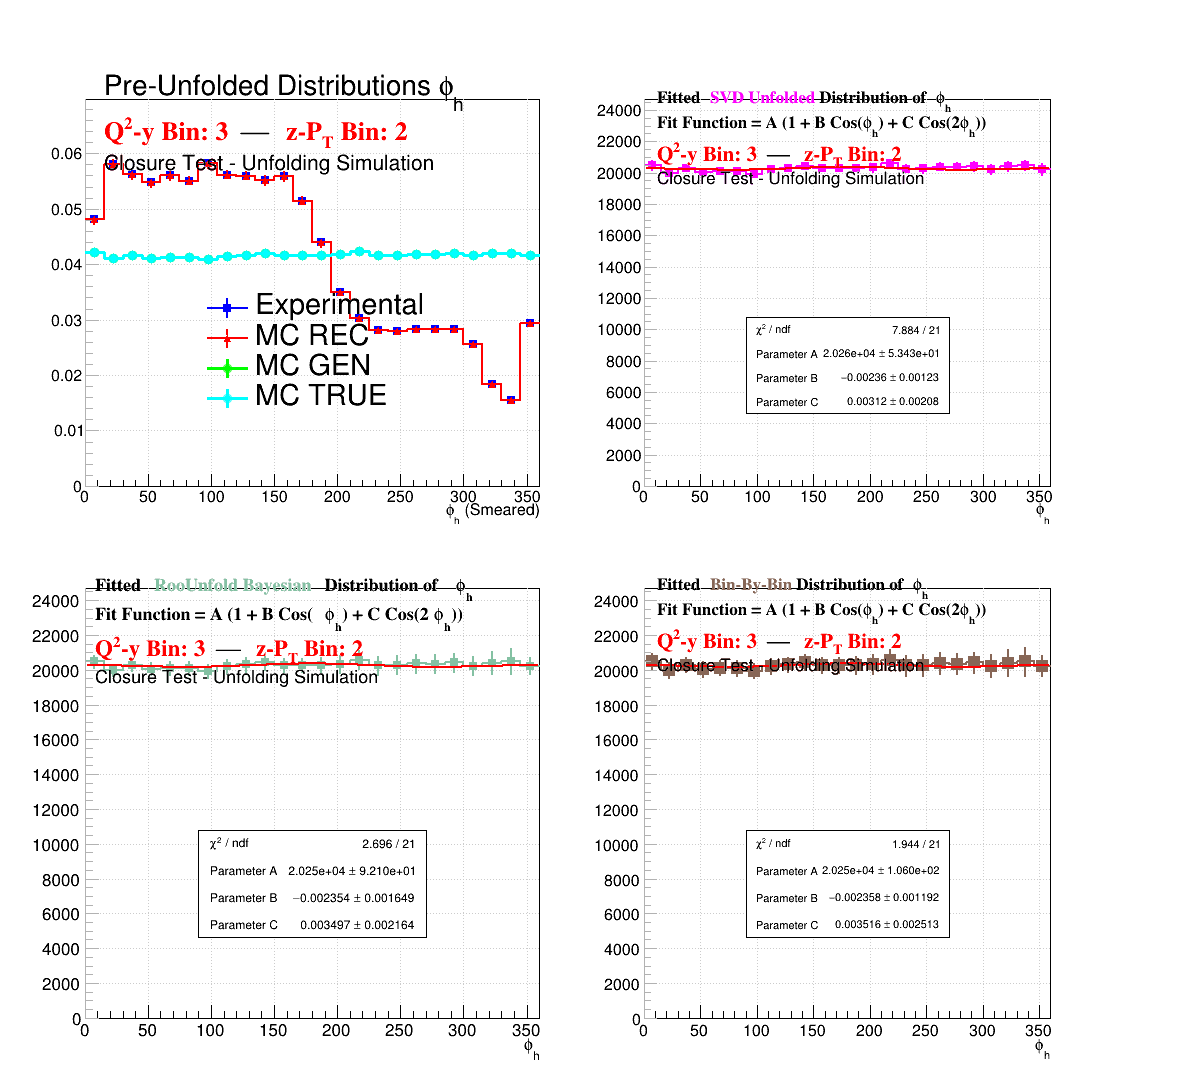 Pre-Unfolded Distributions ϕh
Q²-y Bin: 3 — z-PT Bin: 2
Closure Test - Unfolding Simulation
0.06
0.05
0.04
0.03
0.02
0.01
0
Experimental
MC REC
MC GEN
MC TRUE
0 50 100 150 200 250 300 350
ϕh (Smeared)
Fitted SVD Unfolded Distribution of ϕh
Fit Function = A (1 + B Cos(ϕh) + C Cos(2ϕh))
Q²-y Bin: 3 — z-PT Bin: 2
Closure Test - Unfolding Simulation
24000
22000
20000
18000
16000
14000
12000
10000
8000
6000
4000
2000
0
χ² / ndf 7.884 / 21
Parameter A 2.026e+04 ± 5.343e+01
Parameter B −0.00236 ± 0.00123
Parameter C 0.00312 ± 0.00208
0 50 100 150 200 250 300 350
ϕh
Fitted RooUnfold Bayesian Distribution of ϕh
Fit Function = A (1 + B Cos( ϕh) + C Cos(2 ϕh))
Q²-y Bin: 3 — z-PT Bin: 2
Closure Test - Unfolding Simulation
24000
22000
20000
18000
16000
14000
12000
10000
8000
6000
4000
2000
0
χ² / ndf 2.696 / 21
Parameter A 2.025e+04 ± 9.210e+01
Parameter B −0.002354 ± 0.001649
Parameter C 0.003497 ± 0.002164
0 50 100 150 200 250 300 350
ϕh
Fitted Bin-By-Bin Distribution of ϕh
Fit Function = A (1 + B Cos(ϕh) + C Cos(2ϕh))
Q²-y Bin: 3 — z-PT Bin: 2
Closure Test - Unfolding Simulation
24000
22000
20000
18000
16000
14000
12000
10000
8000
6000
4000
2000
0
χ² / ndf 1.944 / 21
Parameter A 2.025e+04 ± 1.060e+02
Parameter B −0.002358 ± 0.001192
Parameter C 0.003516 ± 0.002513
0 50 100 150 200 250 300 350
ϕh